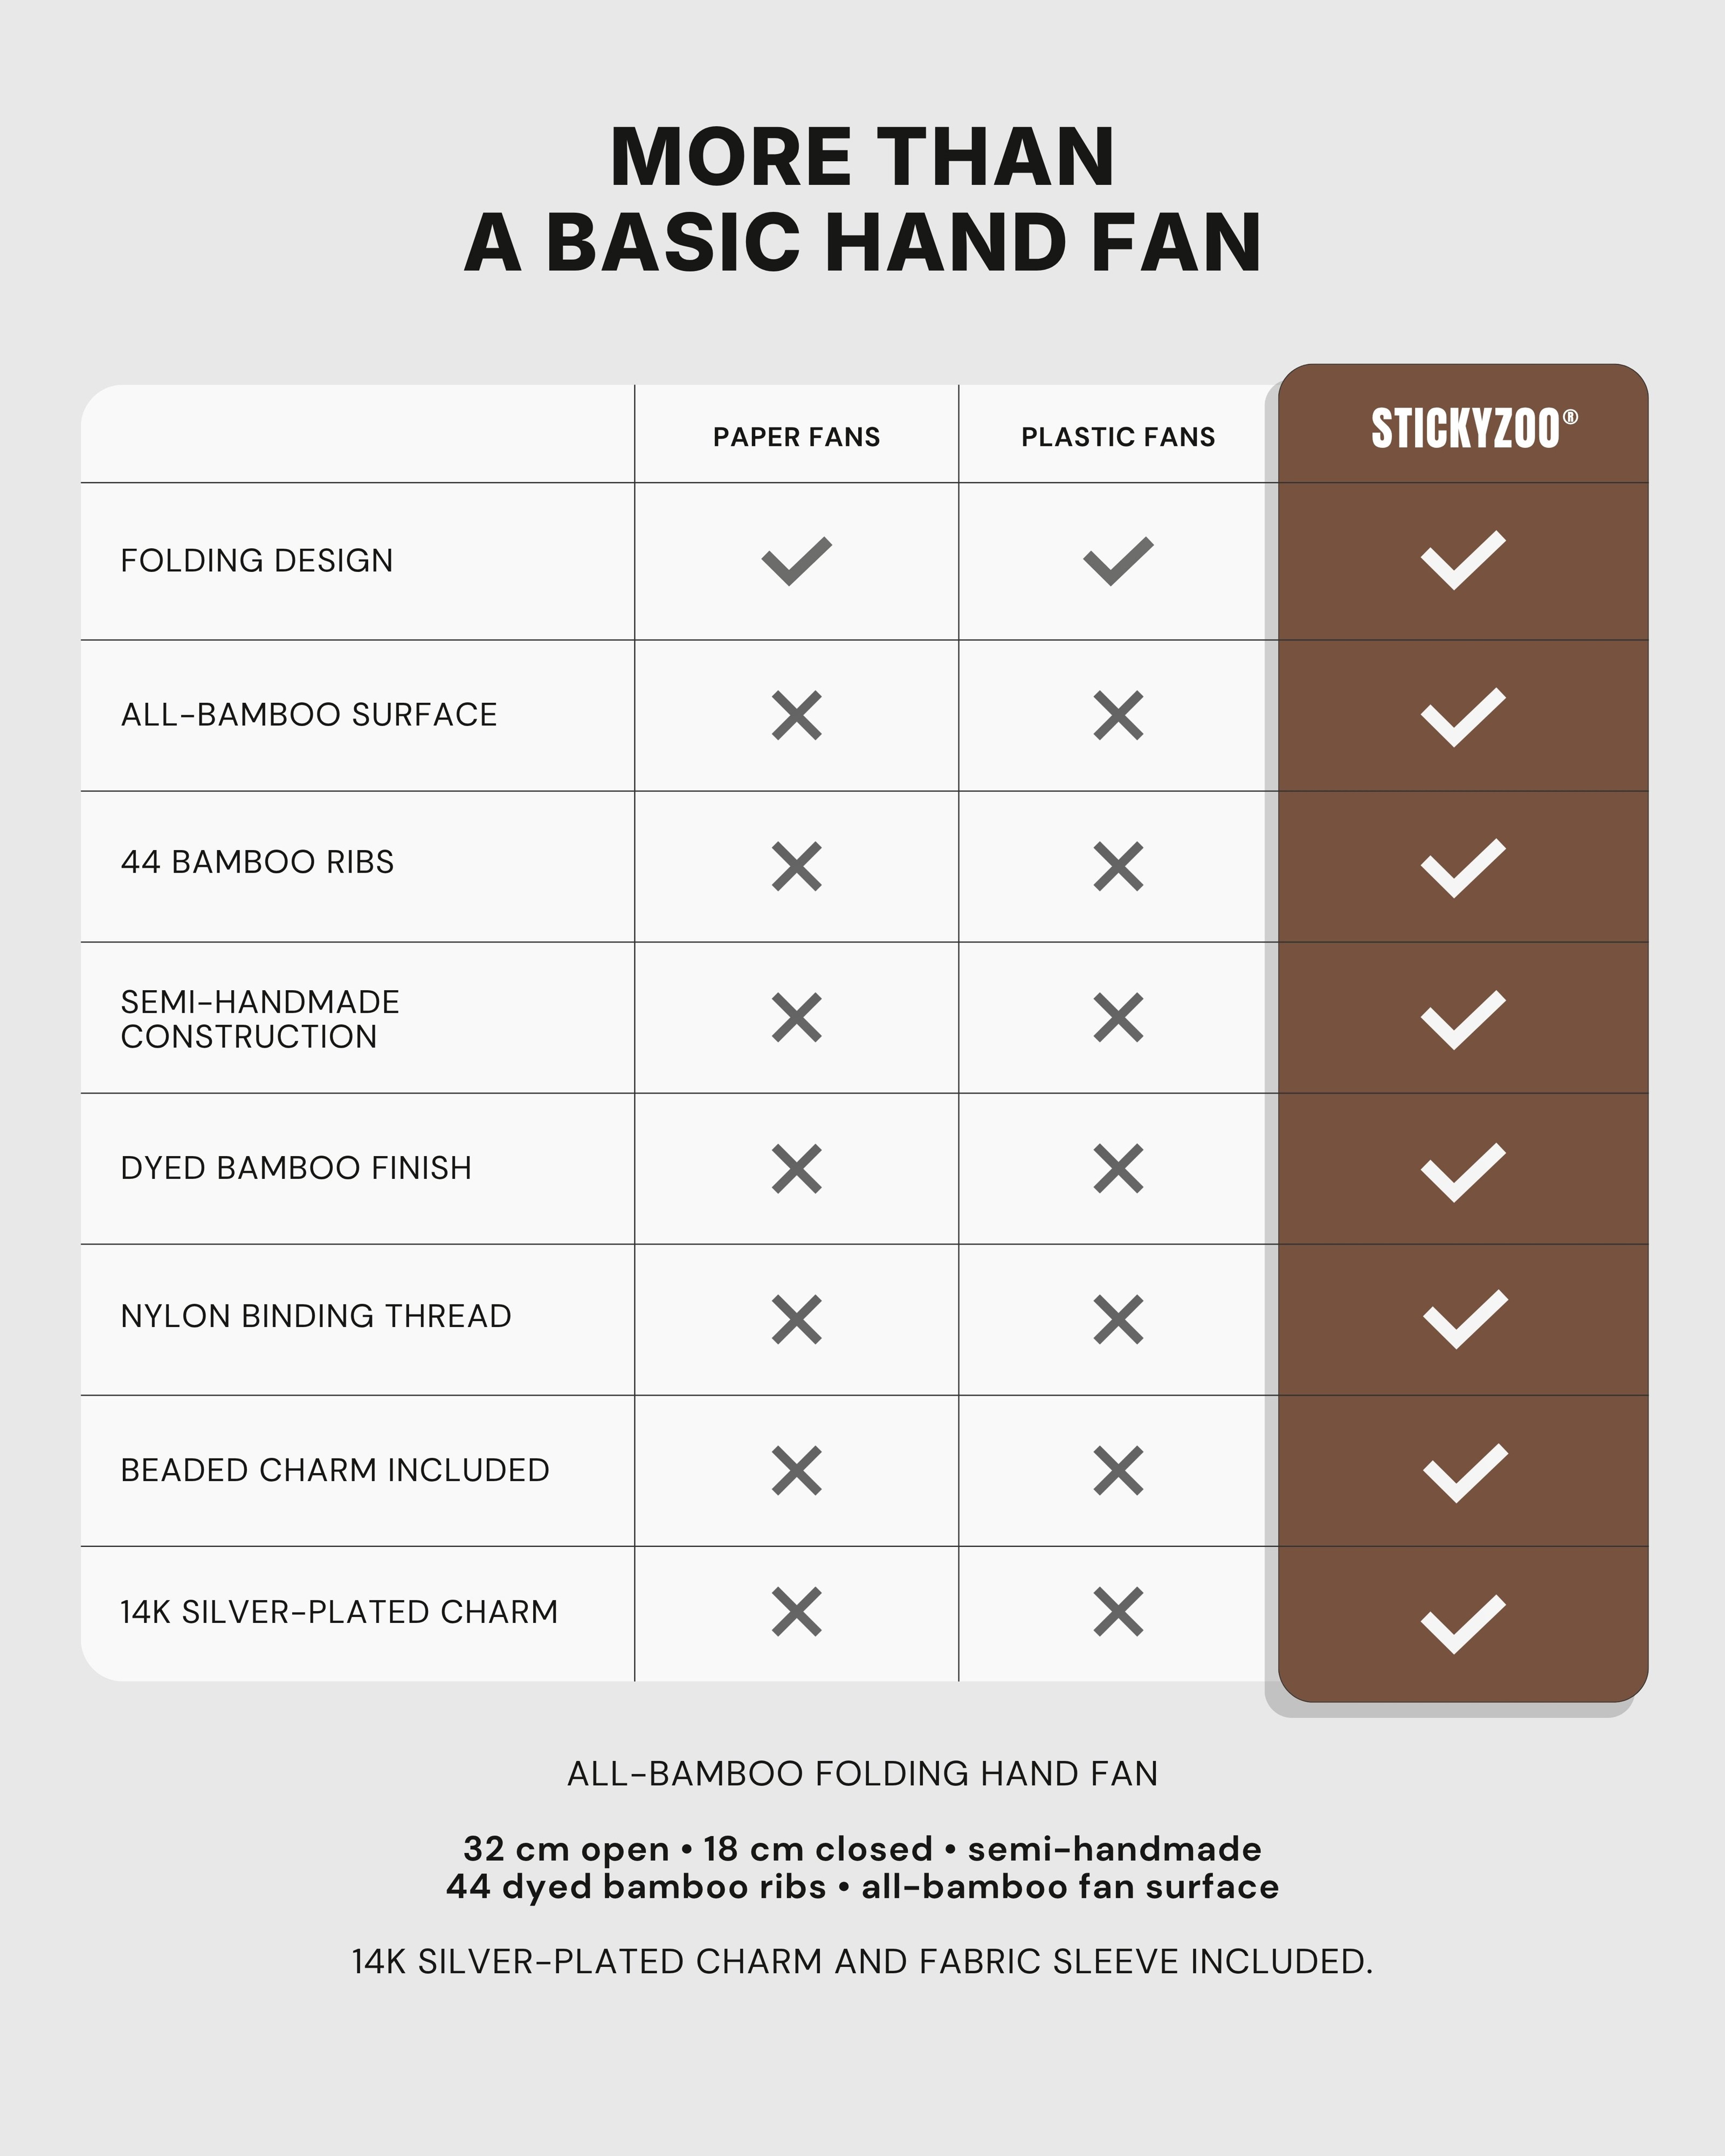 MORE THAN
A BASIC HAND FAN
PAPER FANS PLASTIC FANS STICKYZOO®
FOLDING DESIGN
ALL-BAMBOO SURFACE
44 BAMBOO RIBS
SEMI-HANDMADE
CONSTRUCTION
DYED BAMBOO FINISH
NYLON BINDING THREAD
BEADED CHARM INCLUDED
14K SILVER-PLATED CHARM
ALL-BAMBOO FOLDING HAND FAN
32 cm open • 18 cm closed • semi-handmade
44 dyed bamboo ribs • all-bamboo fan surface
14K SILVER-PLATED CHARM AND FABRIC SLEEVE INCLUDED.